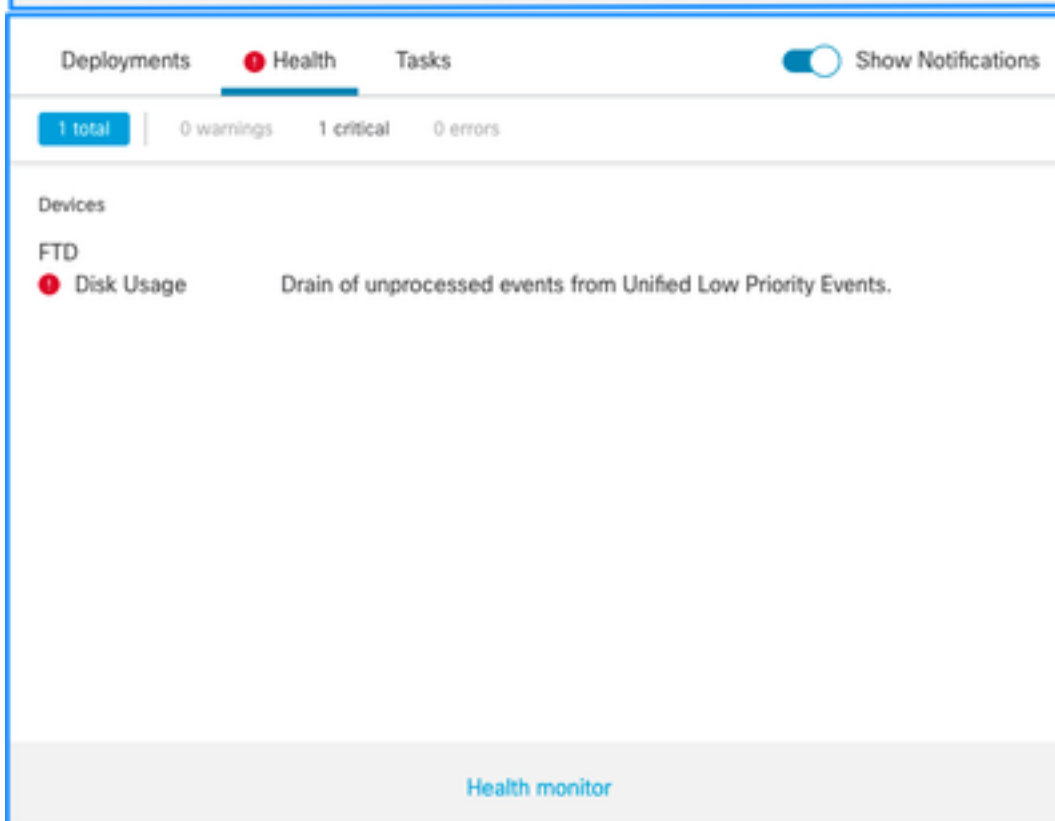 Deployments Health Tasks Show Notifications
1 total 0 warnings 1 critical 0 errors
Devices
FTD
Disk Usage Drain of unprocessed events from Unified Low Priority Events.
Health monitor